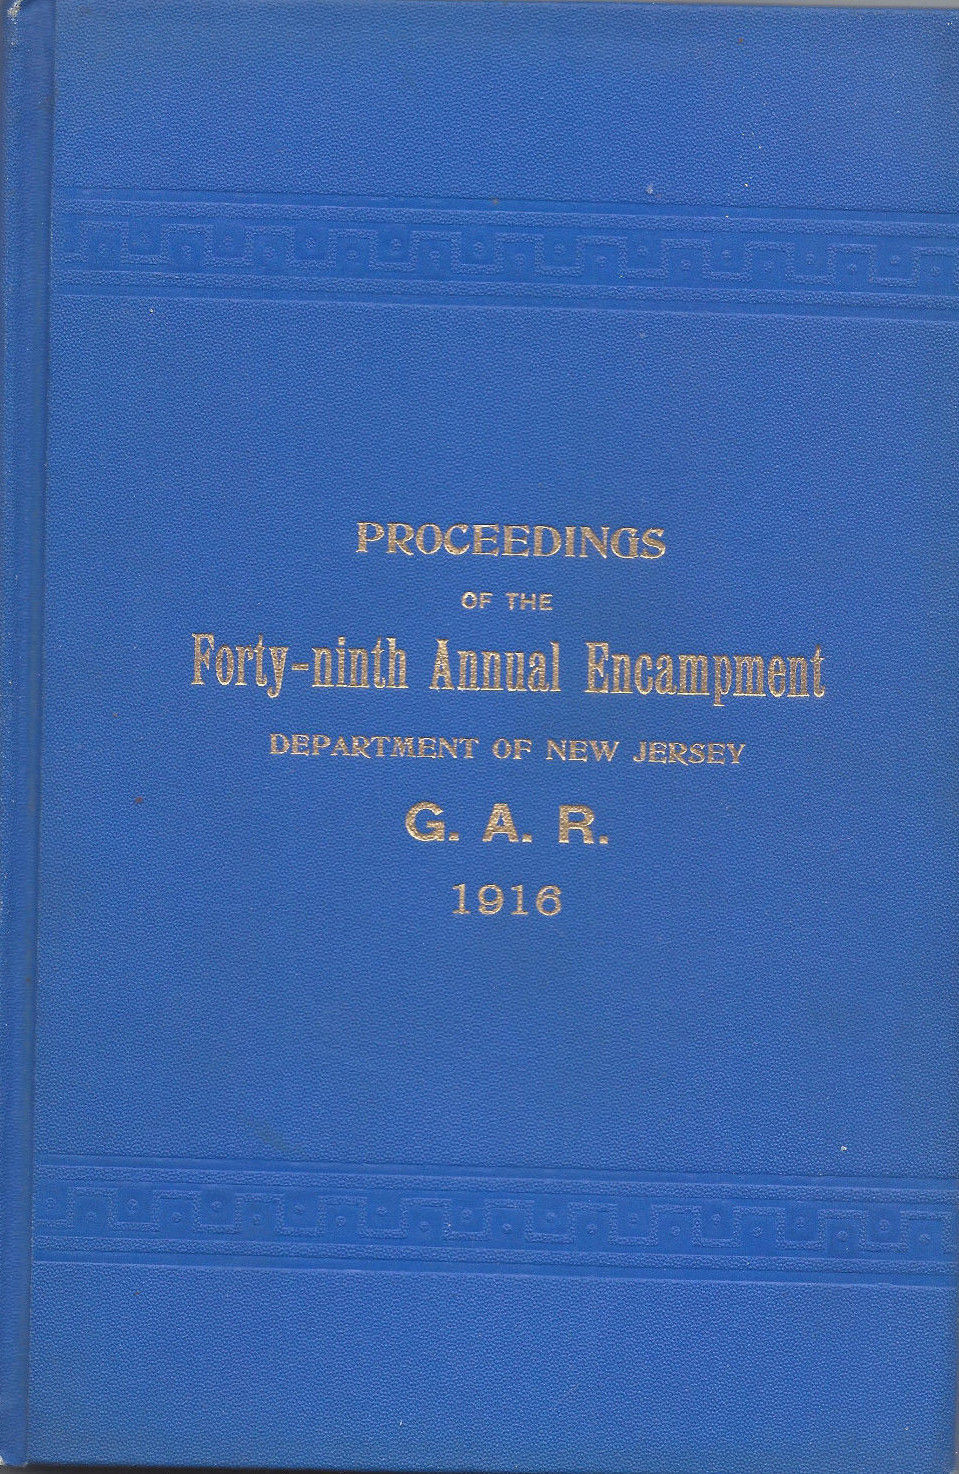 PROCEEDINGS
OF THE
Forty-ninth Annual Encampment
DEPARTMENT OF NEW JERSEY
G. A. R.
1916